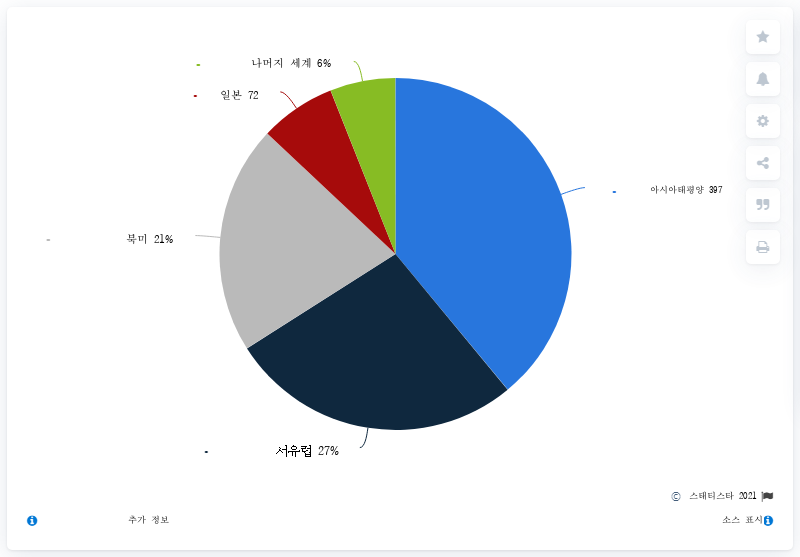 나머지 세계 6%
일본 72
아시아태평양 397
북미 21%
서유럽 27%
© 스태티스타 2021
추가 정보
소스 표시